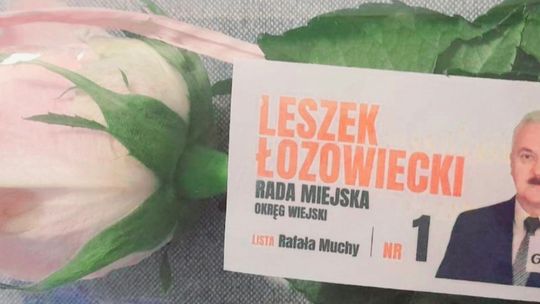 LESZEK
ŁOZOWIECKI
RADA MIEJSKA
OKRĘG WIEJSKI
LISTA Rafała Muchy | NR 1
G